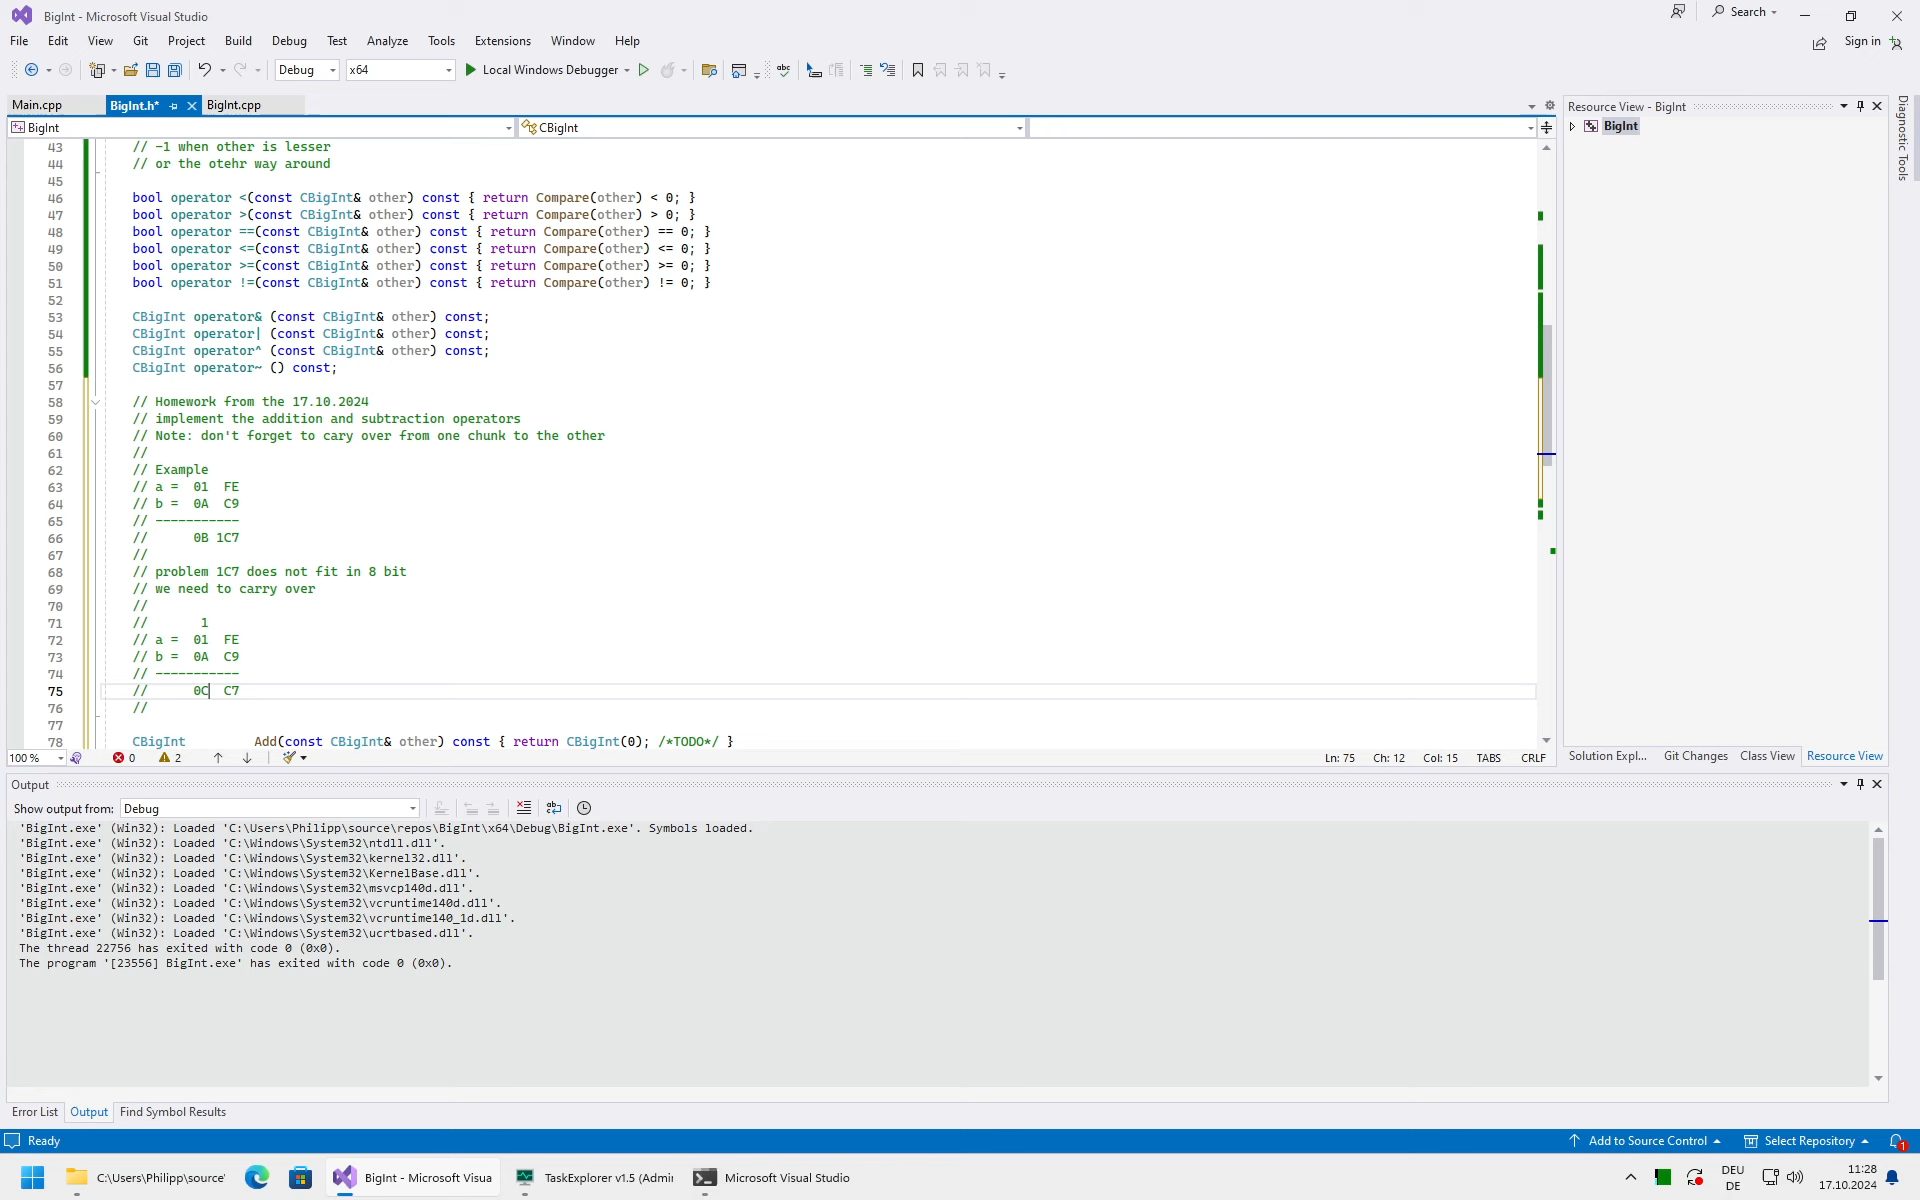 BigInt - Microsoft Visual Studio
Search
File Edit View Git Project Build Debug Test Analyze Tools Extensions Window Help
Sign in
Debug x64 Local Windows Debugger
Main.cpp BigInt.h* BigInt.cpp
BigInt CBigInt
43 // -1 when other is lesser
44 // or the otehr way around
45
46 bool operator <(const CBigInt& other) const { return Compare(other) < 0; }
47 bool operator >(const CBigInt& other) const { return Compare(other) > 0; }
48 bool operator ==(const CBigInt& other) const { return Compare(other) == 0; }
49 bool operator <=(const CBigInt& other) const { return Compare(other) <= 0; }
50 bool operator >=(const CBigInt& other) const { return Compare(other) >= 0; }
51 bool operator !=(const CBigInt& other) const { return Compare(other) != 0; }
52
53 CBigInt operator& (const CBigInt& other) const;
54 CBigInt operator| (const CBigInt& other) const;
55 CBigInt operator^ (const CBigInt& other) const;
56 CBigInt operator~ () const;
57
58 // Homework from the 17.10.2024
59 // implement the addition and subtraction operators
60 // Note: don't forget to cary over from one chunk to the other
61 //
62 // Example
63 // a =  01  FE
64 // b =  0A  C9
65 // -----------
66 //      0B 1C7
67 //
68 // problem 1C7 does not fit in 8 bit
69 // we need to carry over
70 //
71 //       1
72 // a =  01  FE
73 // b =  0A  C9
74 // -----------
75 //      0C  C7
76 //
77
78 CBigInt         Add(const CBigInt& other) const { return CBigInt(0); /*TODO*/ }
100 % 0 2 Ln: 75 Ch: 12 Col: 15 TABS CRLF
Resource View - BigInt
BigInt
Diagnostic Tools
Solution Expl... Git Changes Class View Resource View
Output
Show output from: Debug
'BigInt.exe' (Win32): Loaded 'C:\Users\Philipp\source\repos\BigInt\x64\Debug\BigInt.exe'. Symbols loaded.
'BigInt.exe' (Win32): Loaded 'C:\Windows\System32\ntdll.dll'.
'BigInt.exe' (Win32): Loaded 'C:\Windows\System32\kernel32.dll'.
'BigInt.exe' (Win32): Loaded 'C:\Windows\System32\KernelBase.dll'.
'BigInt.exe' (Win32): Loaded 'C:\Windows\System32\msvcp140d.dll'.
'BigInt.exe' (Win32): Loaded 'C:\Windows\System32\vcruntime140d.dll'.
'BigInt.exe' (Win32): Loaded 'C:\Windows\System32\vcruntime140_1d.dll'.
'BigInt.exe' (Win32): Loaded 'C:\Windows\System32\ucrtbased.dll'.
The thread 22756 has exited with code 0 (0x0).
The program '[23556] BigInt.exe' has exited with code 0 (0x0).
Error List Output Find Symbol Results
Ready Add to Source Control Select Repository 1
C:\Users\Philipp\source' BigInt - Microsoft Visua TaskExplorer v1.5 (Admin Microsoft Visual Studio
DEU 11:28
DE 17.10.2024